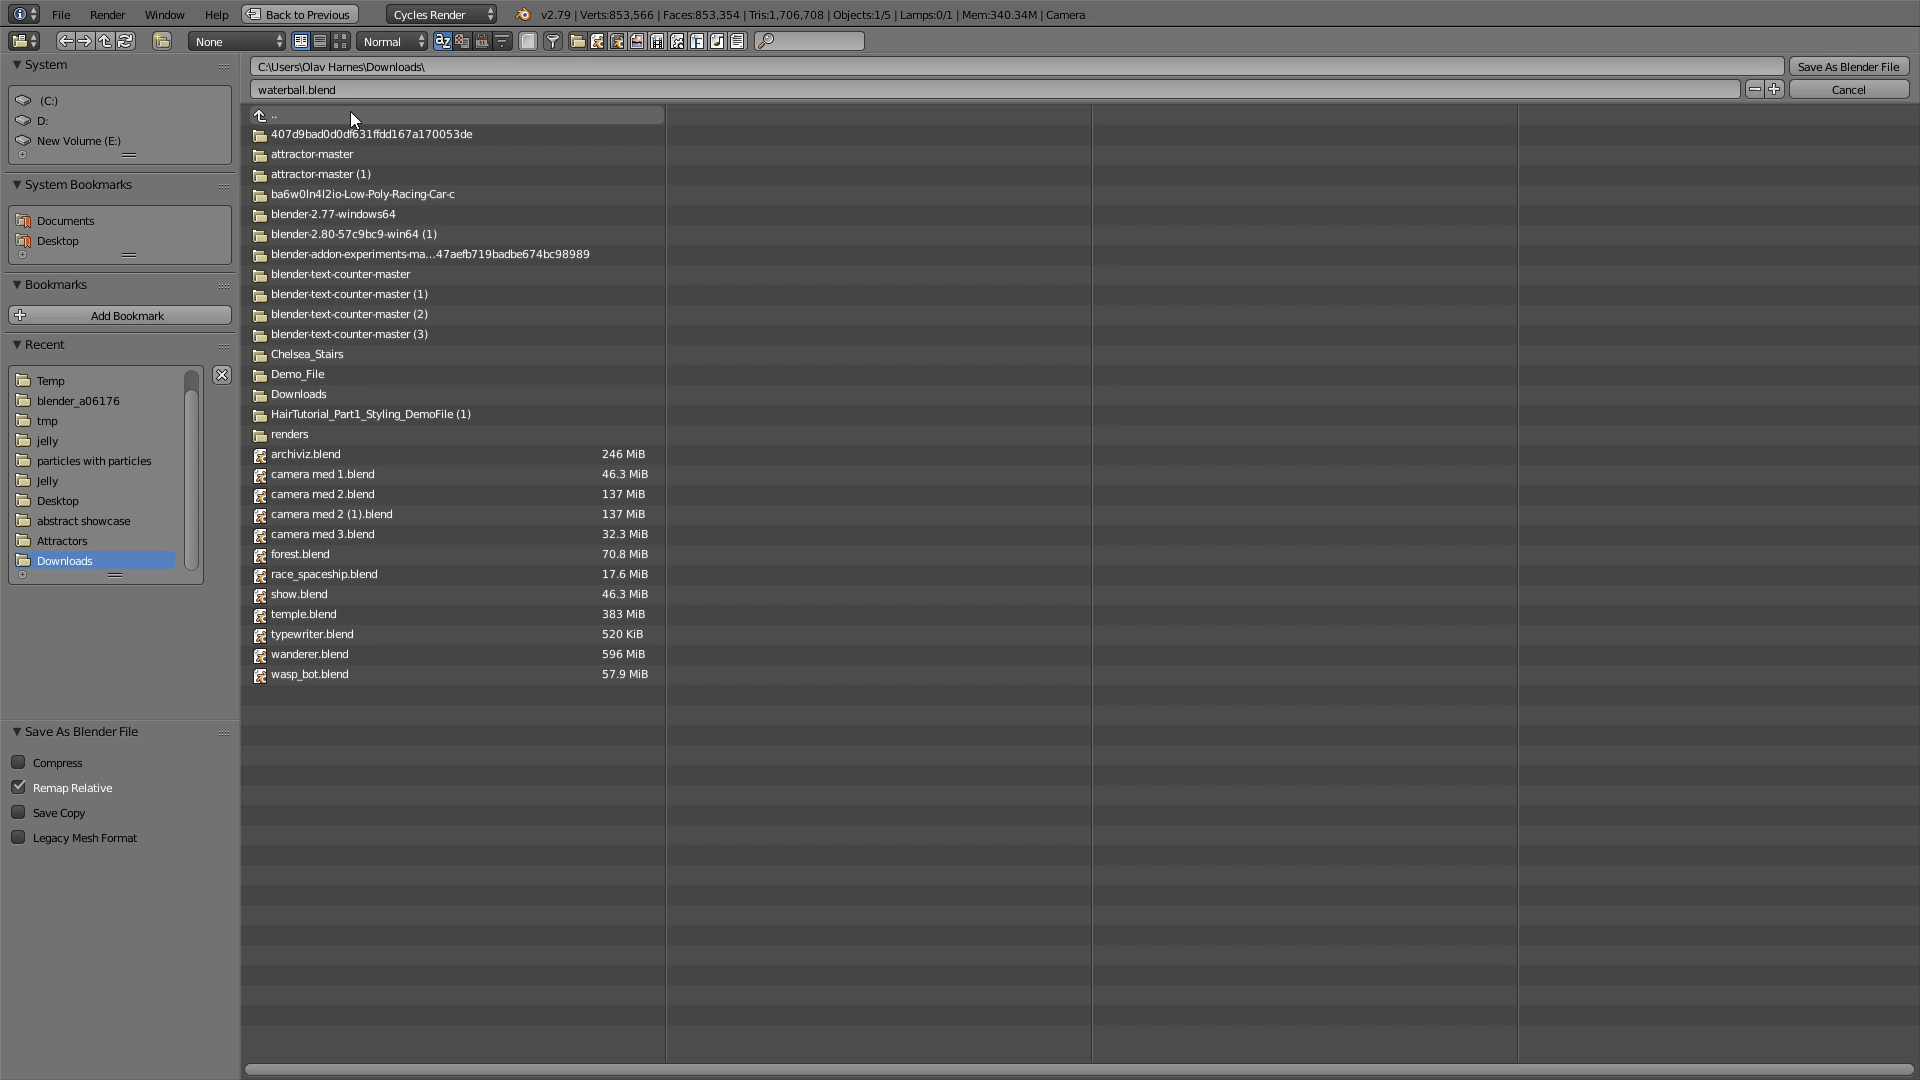 File Render Window Help Back to Previous Cycles Render v2.79 | Verts:853,566 | Faces:853,354 | Tris:1,706,708 | Objects:1/5 | Lamps:0/1 | Mem:340.34M | Camera
None Normal
System
(C:)
D:
New Volume (E:)
System Bookmarks
Documents
Desktop
Bookmarks
Add Bookmark
Recent
Temp
blender_a06176
tmp
jelly
particles with particles
Jelly
Desktop
abstract showcase
Attractors
Downloads
Save As Blender File
Compress
Remap Relative
Save Copy
Legacy Mesh Format
C:\Users\Olav Harnes\Downloads\ Save As Blender File
waterball.blend Cancel
..
407d9bad0d0df631ffdd167a170053de
attractor-master
attractor-master (1)
ba6w0ln4l2io-Low-Poly-Racing-Car-c
blender-2.77-windows64
blender-2.80-57c9bc9-win64 (1)
blender-addon-experiments-ma...47aefb719badbe674bc98989
blender-text-counter-master
blender-text-counter-master (1)
blender-text-counter-master (2)
blender-text-counter-master (3)
Chelsea_Stairs
Demo_File
Downloads
HairTutorial_Part1_Styling_DemoFile (1)
renders
archiviz.blend 246 MiB
camera med 1.blend 46.3 MiB
camera med 2.blend 137 MiB
camera med 2 (1).blend 137 MiB
camera med 3.blend 32.3 MiB
forest.blend 70.8 MiB
race_spaceship.blend 17.6 MiB
show.blend 46.3 MiB
temple.blend 383 MiB
typewriter.blend 520 KiB
wanderer.blend 596 MiB
wasp_bot.blend 57.9 MiB